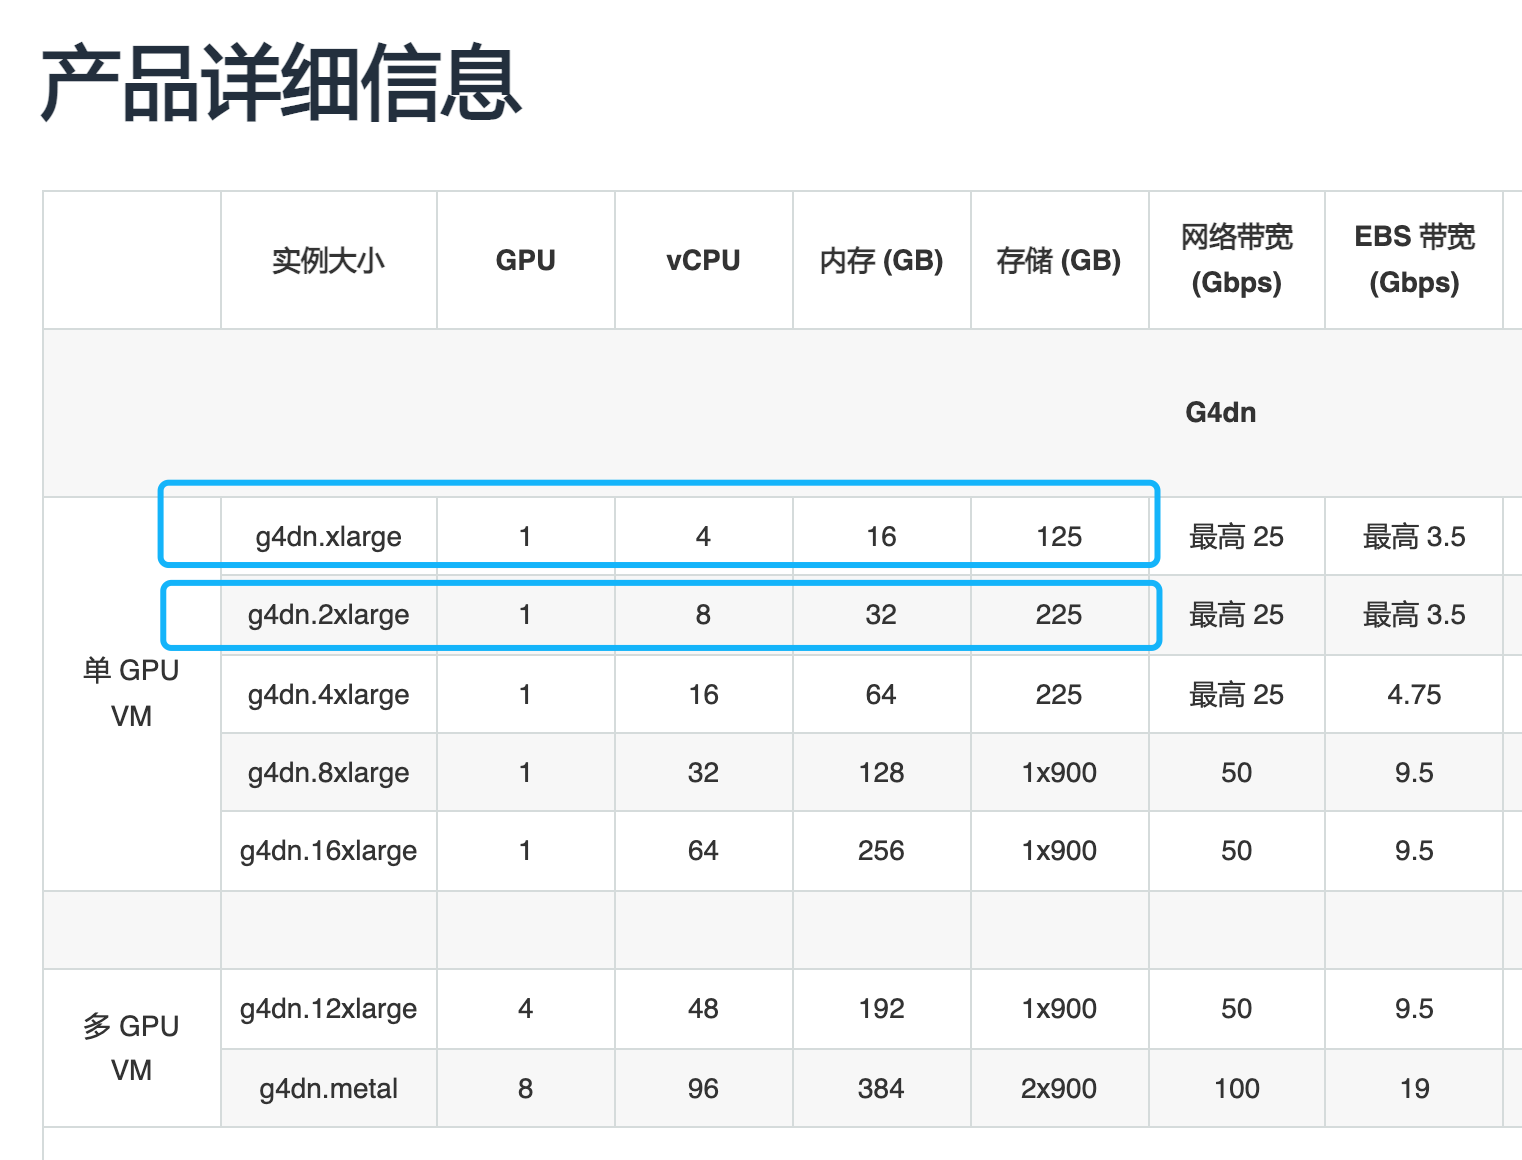 产品详细信息
实例大小 GPU vCPU 内存 (GB) 存储 (GB) 网络带宽 (Gbps) EBS 带宽 (Gbps)
G4dn
单 GPU VM
g4dn.xlarge 1 4 16 125 最高 25 最高 3.5
g4dn.2xlarge 1 8 32 225 最高 25 最高 3.5
g4dn.4xlarge 1 16 64 225 最高 25 4.75
g4dn.8xlarge 1 32 128 1x900 50 9.5
g4dn.16xlarge 1 64 256 1x900 50 9.5
多 GPU VM
g4dn.12xlarge 4 48 192 1x900 50 9.5
g4dn.metal 8 96 384 2x900 100 19